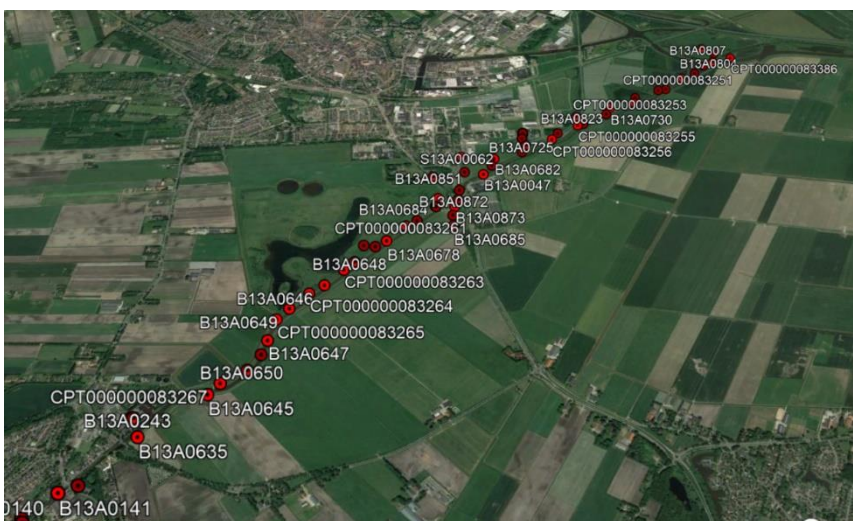 B13A0807
B13A0804
CPT000000083386
CPT000000083251
CPT000000083253
B13A0730
B13A0823
CPT000000083255
B13A0725
CPT000000083256
S13A00062
B13A0682
B13A0851
B13A0047
B13A0872
B13A0684
B13A0873
CPT000000083261
B13A0685
B13A0678
B13A0648
CPT000000083263
B13A0646
CPT000000083264
B13A0649
CPT000000083265
B13A0647
B13A0650
CPT000000083267
B13A0645
B13A0243
B13A0635
0140
B13A0141